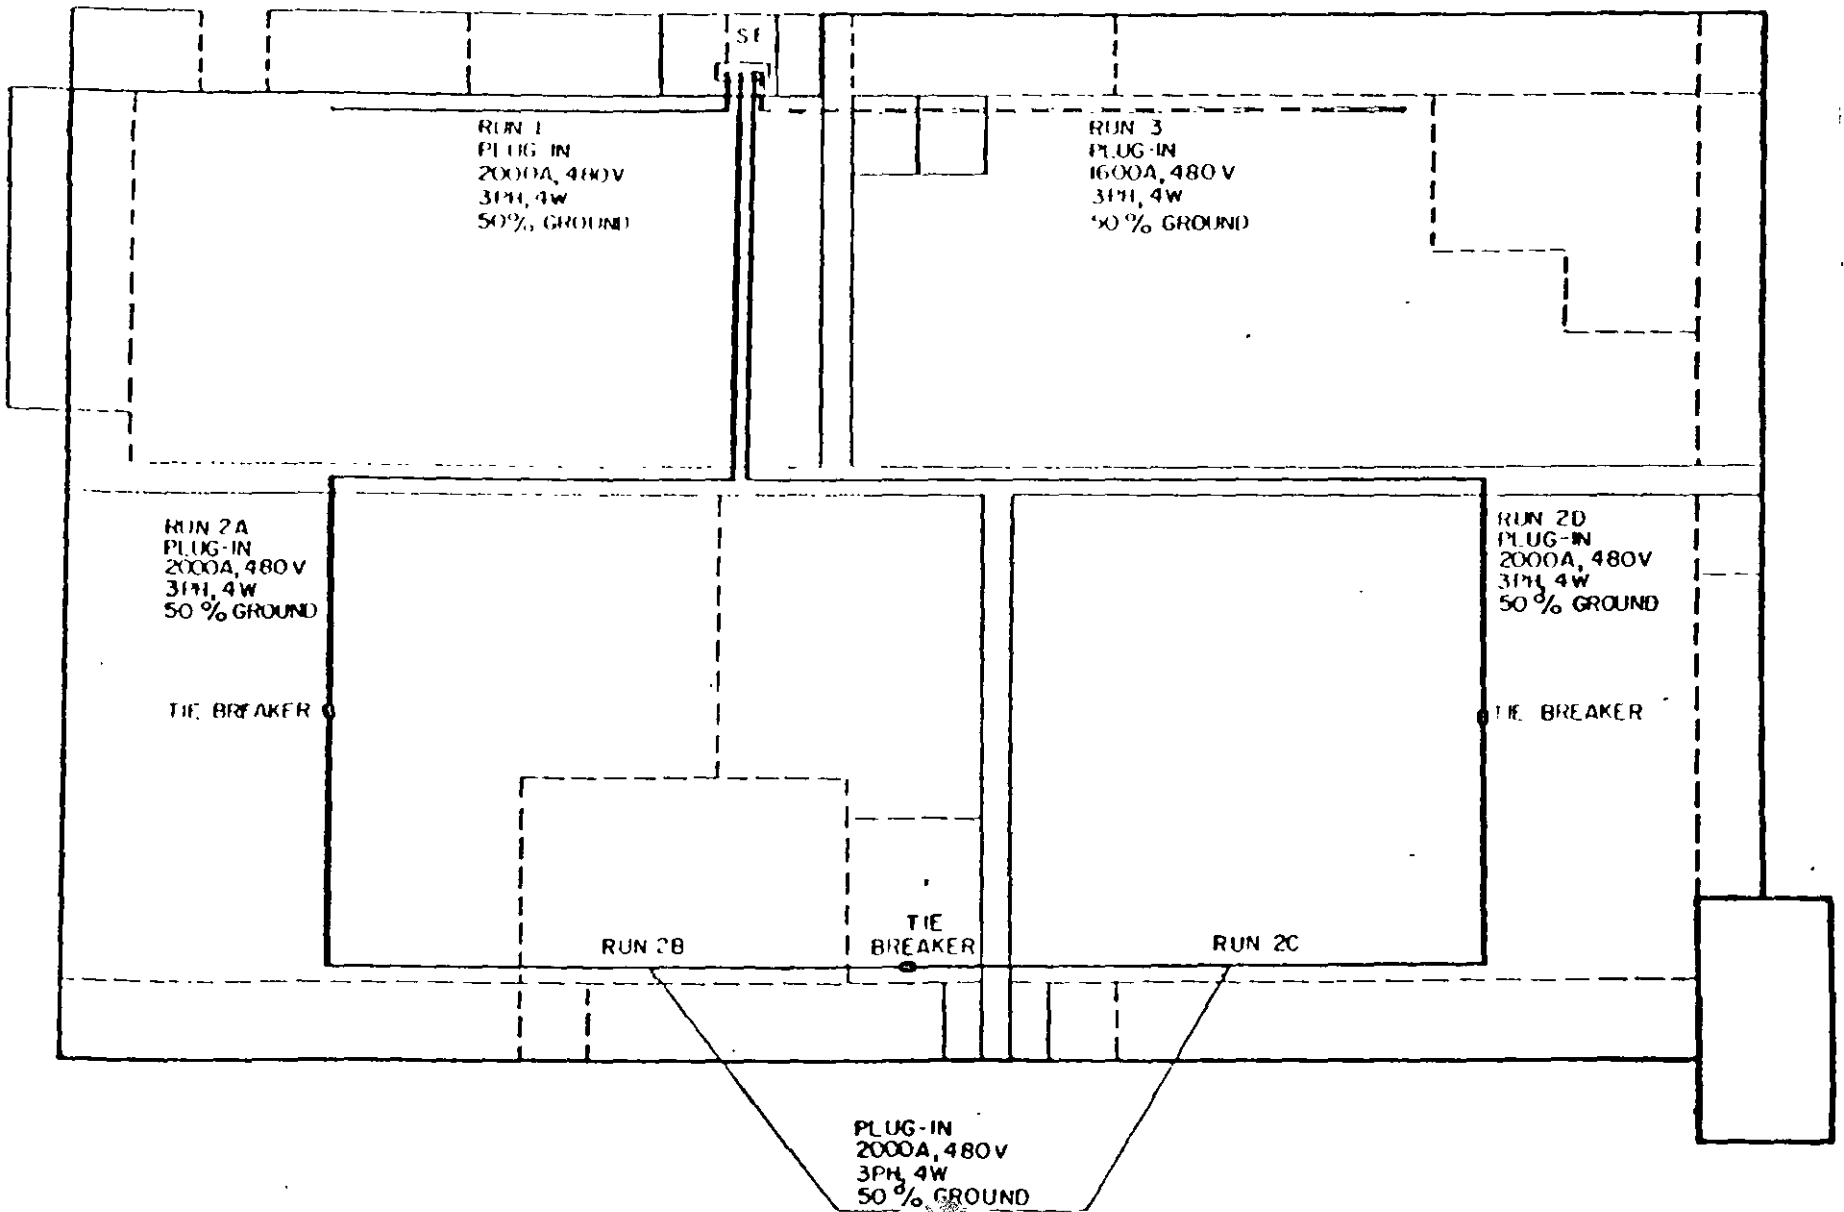 RUN 1
PLUG IN
2000A, 480V
3PH, 4W
50% GROUND
RUN 3
PLUG-IN
1600A, 480V
3PH, 4W
50% GROUND
RUN 2A
PLUG-IN
2000A, 480V
3PH, 4W
50% GROUND
RUN 2D
PLUG-IN
2000A, 480V
3PH, 4W
50% GROUND
TIE BREAKER
TIE BREAKER
TIE
BREAKER
RUN 2B
RUN 2C
PLUG-IN
2000A, 480V
3PH, 4W
50% GROUND